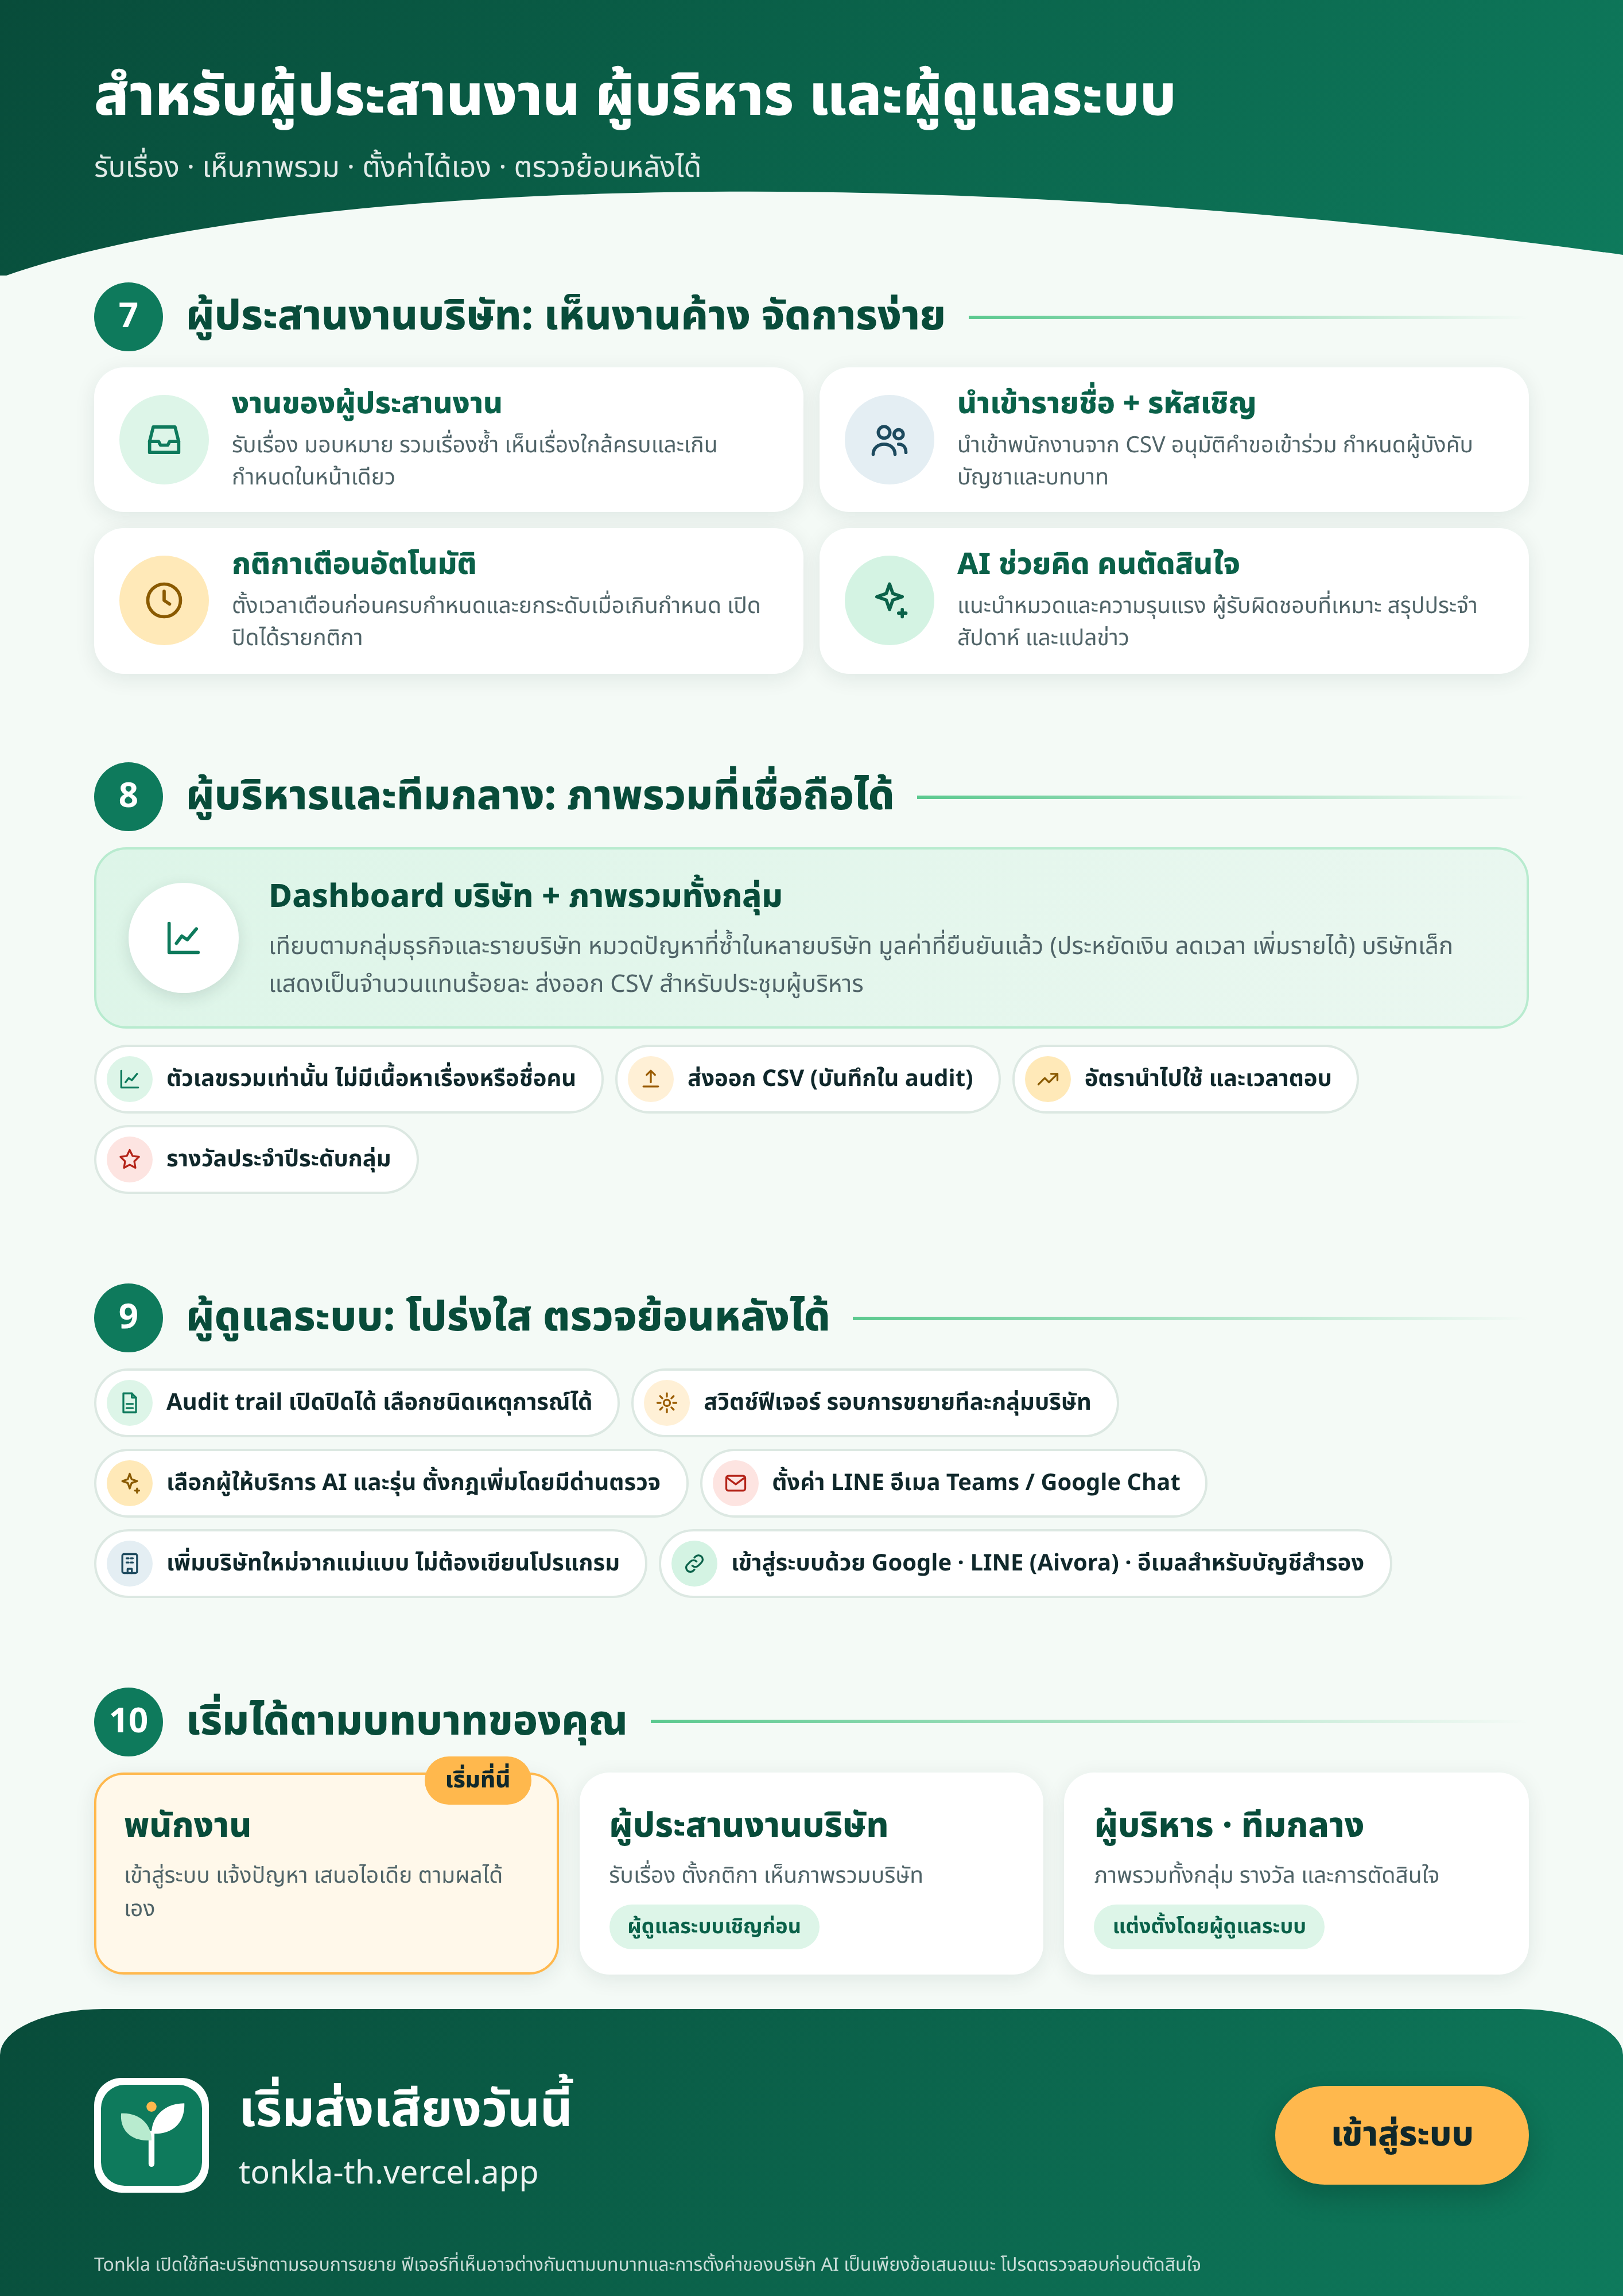 สำหรับผู้ประสานงาน ผู้บริหาร และผู้ดูแลระบบ
รับเรื่อง · เห็นภาพรวม · ตั้งค่าได้เอง · ตรวจย้อนหลังได้
7
ผู้ประสานงานบริษัท: เห็นงานค้าง จัดการง่าย
งานของผู้ประสานงาน
รับเรื่อง มอบหมาย รวมเรื่องซ้ำ เห็นเรื่องใกล้ครบและเกิน
กำหนดในหน้าเดียว
นำเข้ารายชื่อ + รหัสเชิญ
นำเข้าพนักงานจาก CSV อนุมัติคำขอเข้าร่วม กำหนดผู้บังคับ
บัญชาและบทบาท
กติกาเตือนอัตโนมัติ
ตั้งเวลาเตือนก่อนครบกำหนดและยกระดับเมื่อเกินกำหนด เปิด
ปิดได้รายกติกา
AI ช่วยคิด คนตัดสินใจ
แนะนำหมวดและความรุนแรง ผู้รับผิดชอบที่เหมาะ สรุปประจำ
สัปดาห์ และแปลข่าว
8
ผู้บริหารและทีมกลาง: ภาพรวมที่เชื่อถือได้
Dashboard บริษัท + ภาพรวมทั้งกลุ่ม
เทียบตามกลุ่มธุรกิจและรายบริษัท หมวดปัญหาที่ซ้ำในหลายบริษัท มูลค่าที่ยืนยันแล้ว (ประหยัดเงิน ลดเวลา เพิ่มรายได้) บริษัทเล็ก
แสดงเป็นจำนวนแทนร้อยละ ส่งออก CSV สำหรับประชุมผู้บริหาร
ตัวเลขรวมเท่านั้น ไม่มีเนื้อหาเรื่องหรือชื่อคน
ส่งออก CSV (บันทึกใน audit)
อัตรานำไปใช้ และเวลาตอบ
รางวัลประจำปีระดับกลุ่ม
9
ผู้ดูแลระบบ: โปร่งใส ตรวจย้อนหลังได้
Audit trail เปิดปิดได้ เลือกชนิดเหตุการณ์ได้
สวิตช์ฟีเจอร์ รอบการขยายทีละกลุ่มบริษัท
เลือกผู้ให้บริการ AI และรุ่น ตั้งกฎเพิ่มโดยมีด่านตรวจ
ตั้งค่า LINE อีเมล Teams / Google Chat
เพิ่มบริษัทใหม่จากแม่แบบ ไม่ต้องเขียนโปรแกรม
เข้าสู่ระบบด้วย Google · LINE (Aivora) · อีเมลสำหรับบัญชีสำรอง
10
เริ่มได้ตามบทบาทของคุณ
เริ่มที่นี่
พนักงาน
เข้าสู่ระบบ แจ้งปัญหา เสนอไอเดีย ตามผลได้
เอง
ผู้ประสานงานบริษัท
รับเรื่อง ตั้งกติกา เห็นภาพรวมบริษัท
ผู้ดูแลระบบเชิญก่อน
ผู้บริหาร · ทีมกลาง
ภาพรวมทั้งกลุ่ม รางวัล และการตัดสินใจ
แต่งตั้งโดยผู้ดูแลระบบ
เริ่มส่งเสียงวันนี้
tonkla-th.vercel.app
เข้าสู่ระบบ
Tonkla เปิดใช้ทีละบริษัทตามรอบการขยาย ฟีเจอร์ที่เห็นอาจต่างกันตามบทบาทและการตั้งค่าของบริษัท AI เป็นเพียงข้อเสนอแนะ โปรดตรวจสอบก่อนตัดสินใจ